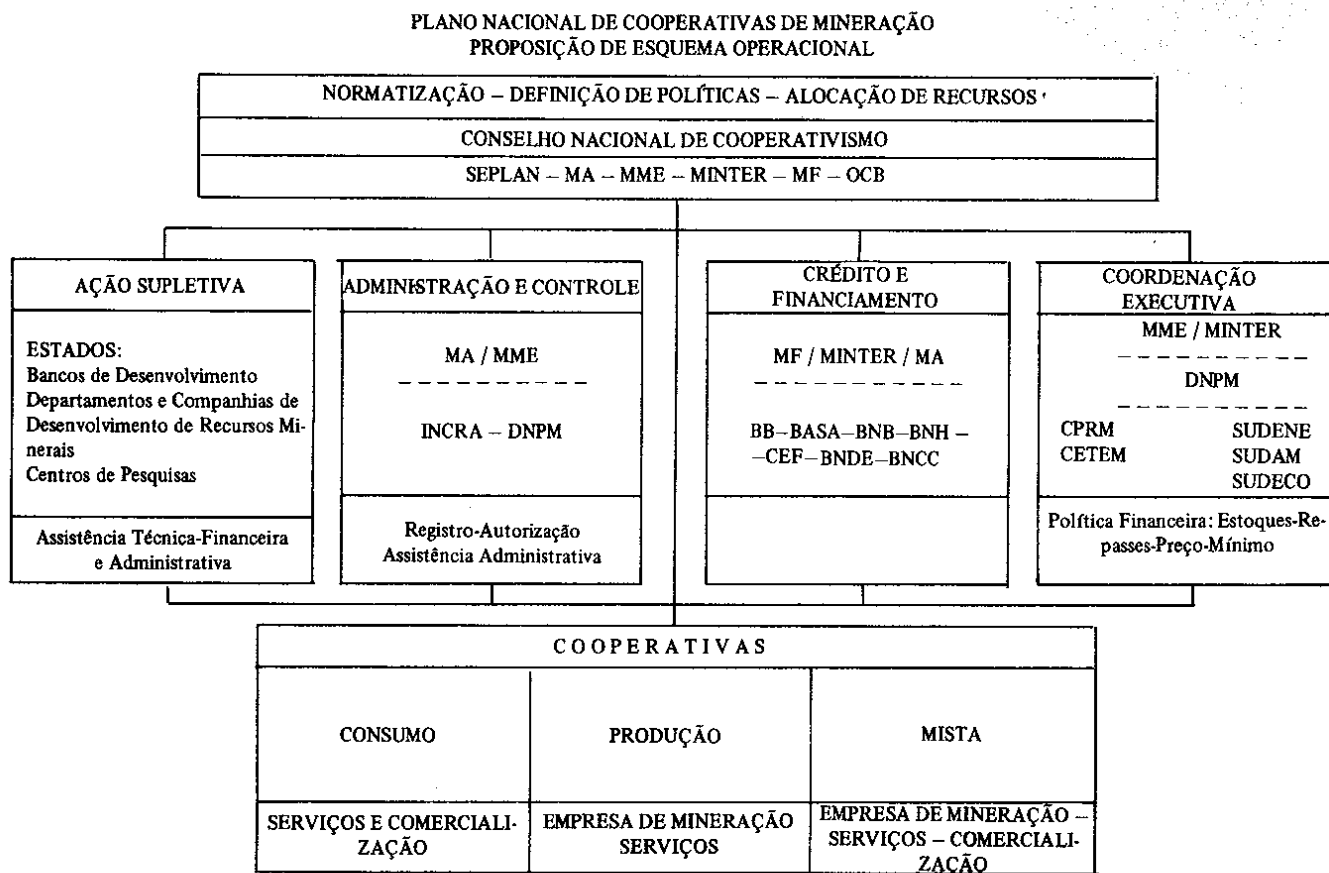 PLANO NACIONAL DE COOPERATIVAS DE MINERAÇÃO
PROPOSIÇÃO DE ESQUEMA OPERACIONAL
NORMATIZAÇÃO – DEFINIÇÃO DE POLÍTICAS – ALOCAÇÃO DE RECURSOS
CONSELHO NACIONAL DE COOPERATIVISMO
SEPLAN – MA – MME – MINTER – MF – OCB
AÇÃO SUPLETIVA
ESTADOS:
Bancos de Desenvolvimento
Departamentos e Companhias de
Desenvolvimento de Recursos Mi-
nerais
Centros de Pesquisas
Assistência Técnica-Financeira
e Administrativa
ADMINISTRAÇÃO E CONTROLE
MA / MME
INCRA – DNPM
Registro-Autorização
Assistência Administrativa
CRÉDITO E
FINANCIAMENTO
MF / MINTER / MA
BB–BASA–BNB–BNH –
–CEF–BNDE–BNCC
COORDENAÇÃO
EXECUTIVA
MME / MINTER
DNPM
CPRM SUDENE
CETEM SUDAM
SUDECO
Política Financeira: Estoques-Re-
passes-Preço-Mínimo
COOPERATIVAS
CONSUMO
SERVIÇOS E COMERCIALI-
ZAÇÃO
PRODUÇÃO
EMPRESA DE MINERAÇÃO
SERVIÇOS
MISTA
EMPRESA DE MINERAÇÃO –
SERVIÇOS – COMERCIALI-
ZAÇÃO